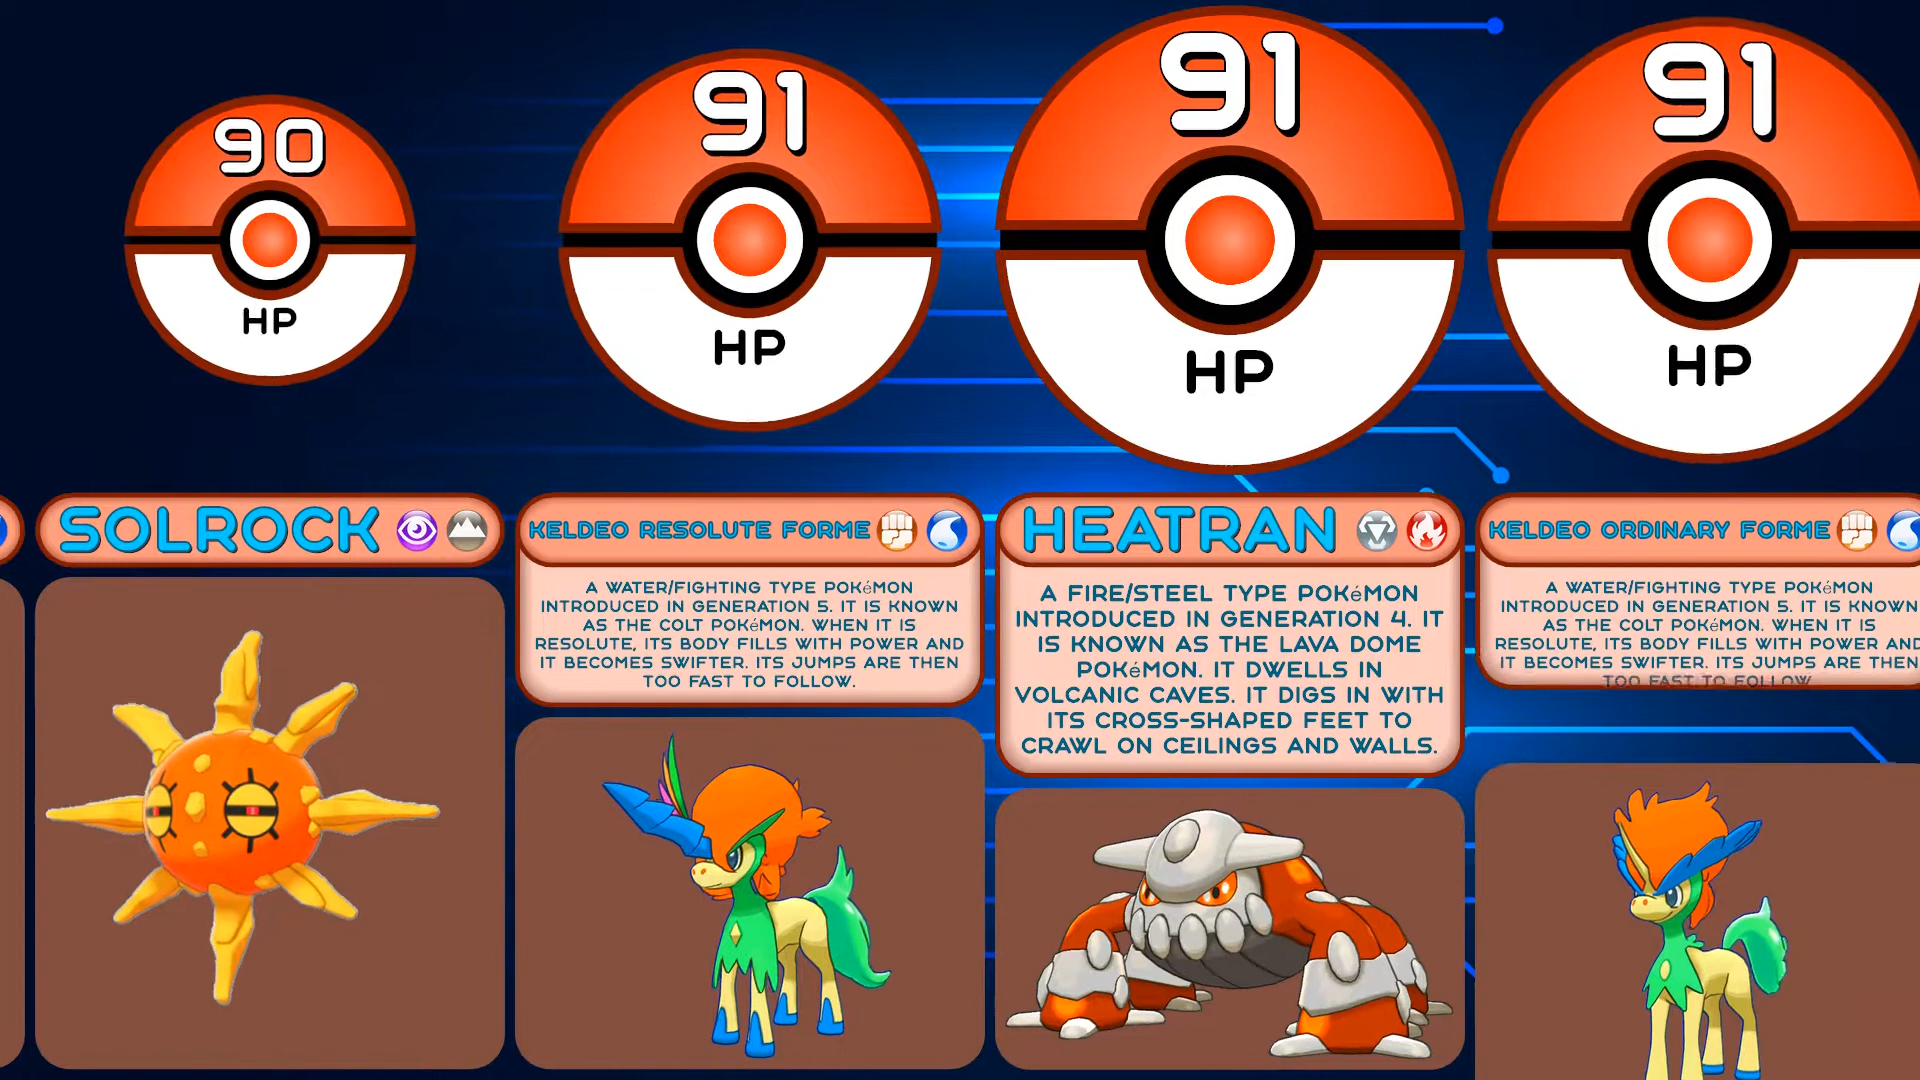 90
HP
SOLROCK
91
HP
KELDEO RESOLUTE FORME
A WATER/FIGHTING TYPE POKéMON
INTRODUCED IN GENERATION 5. IT IS KNOWN
AS THE COLT POKéMON. WHEN IT IS
RESOLUTE, ITS BODY FILLS WITH POWER AND
IT BECOMES SWIFTER. ITS JUMPS ARE THEN
TOO FAST TO FOLLOW.
91
HP
HEATRAN
A FIRE/STEEL TYPE POKéMON
INTRODUCED IN GENERATION 4. IT
IS KNOWN AS THE LAVA DOME
POKéMON. IT DWELLS IN
VOLCANIC CAVES. IT DIGS IN WITH
ITS CROSS-SHAPED FEET TO
CRAWL ON CEILINGS AND WALLS.
91
HP
KELDEO ORDINARY FORME
A WATER/FIGHTING TYPE POKéMON
INTRODUCED IN GENERATION 5. IT IS KNOWN
AS THE COLT POKéMON. WHEN IT IS
RESOLUTE, ITS BODY FILLS WITH POWER AND
IT BECOMES SWIFTER. ITS JUMPS ARE THEN
TOO FAST TO FOLLOW